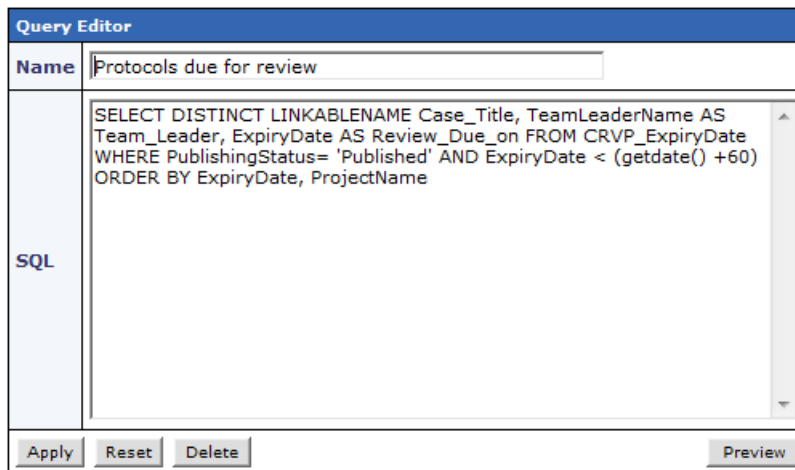 Query Editor
Name
Protocols due for review
SQL
SELECT DISTINCT LINKABLENAME Case_Title, TeamLeaderName AS
Team_Leader, ExpiryDate AS Review_Due_on FROM CRVP_ExpiryDate
WHERE PublishingStatus= 'Published' AND ExpiryDate < (getdate() +60)
ORDER BY ExpiryDate, ProjectName
Apply
Reset
Delete
Preview